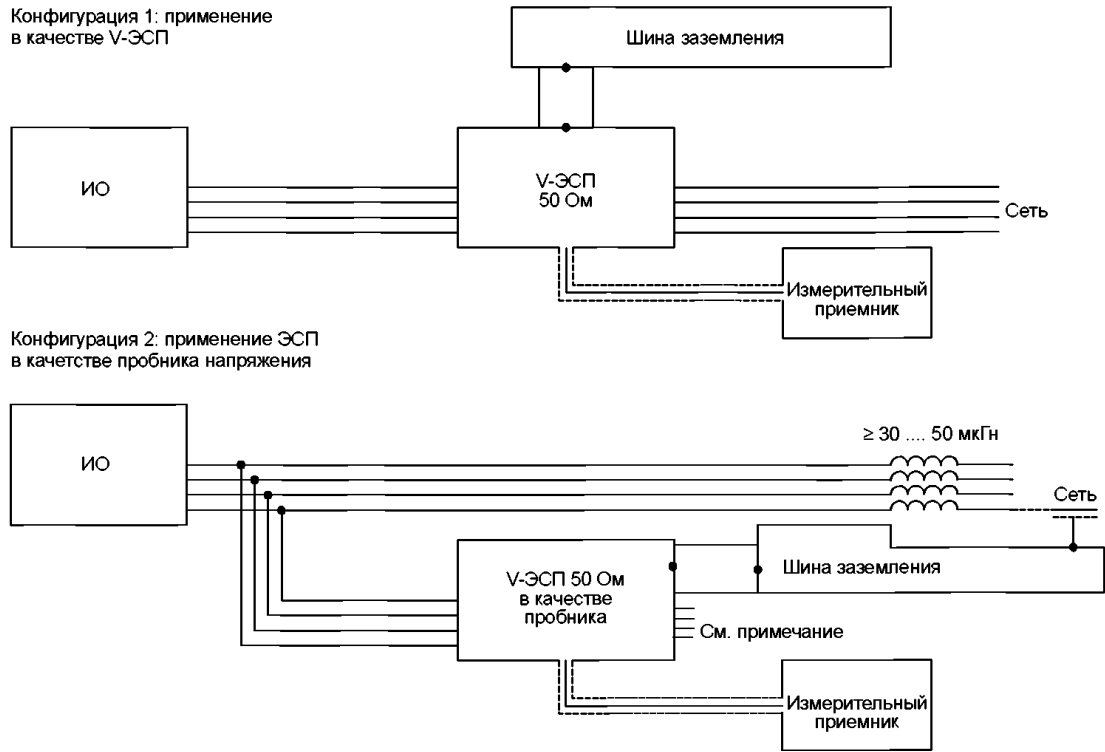 Конфигурация 1: применение
в качестве V-ЭСП
Шина заземления
ИО
V-ЭСП
50 Ом
Сеть
Измерительный
приемник
Конфигурация 2: применение ЭСП
в качетстве пробника напряжения
≥ 30 .... 50 мкГн
ИО
Сеть
V-ЭСП 50 Ом
в качестве
пробника
Шина заземления
См. примечание
Измерительный
приемник